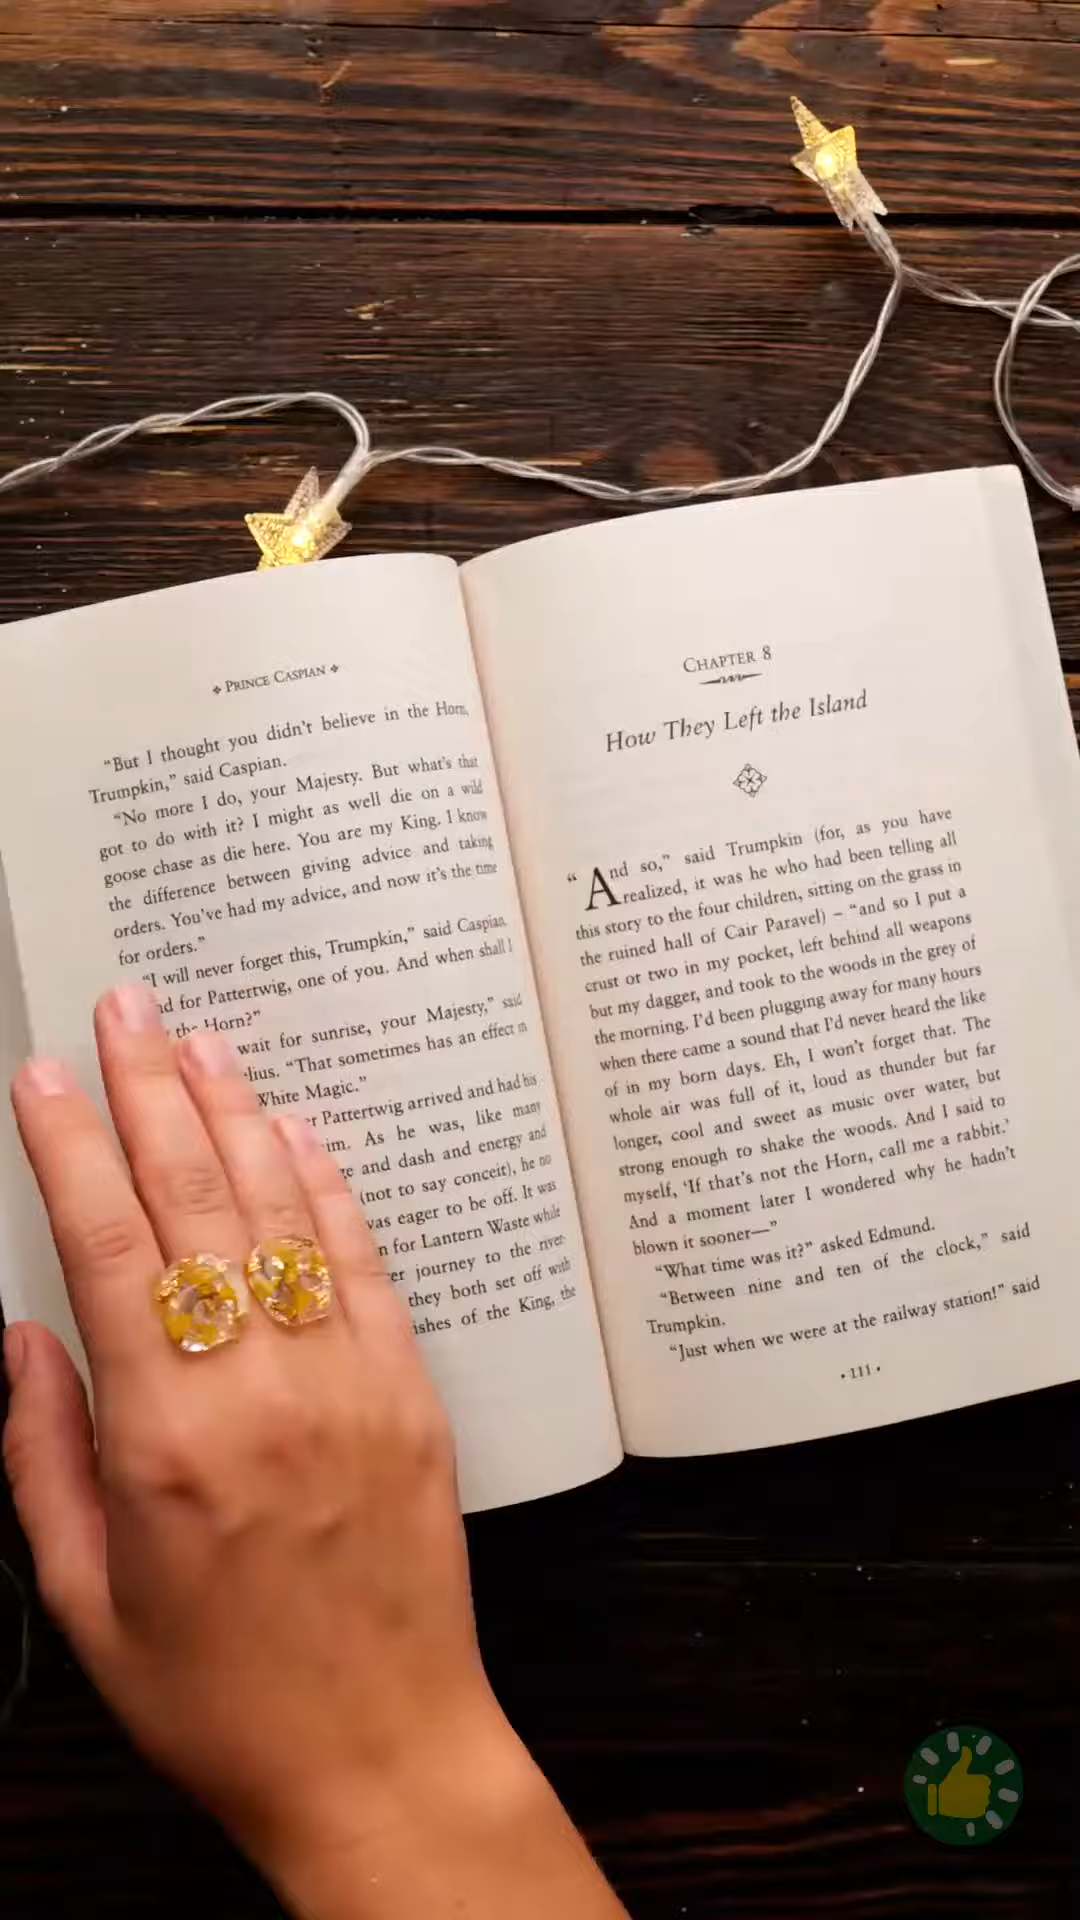 PRINCE CASPIAN
“But I thought you didn’t believe in the Horn,
Trumpkin,” said Caspian.
“No more I do, your Majesty. But what’s that
got to do with it? I might as well die on a wild
goose chase as die here. You are my King. I know
the difference between giving advice and taking
orders. You’ve had my advice, and now it’s the time
for orders.”
“I will never forget this, Trumpkin,” said Caspian.
nd for Pattertwig, one of you. And when shall I
the Horn?”
wait for sunrise, your Majesty,” said
lius. “That sometimes has an effect in
White Magic.”
r Pattertwig arrived and had his
im. As he was, like many
ge and dash and energy and
(not to say conceit), he no
was eager to be off. It was
n for Lantern Waste while
er journey to the river-
they both set off with
ishes of the King, the
CHAPTER 8
How They Left the Island
“And so,” said Trumpkin (for, as you have
realized, it was he who had been telling all
this story to the four children, sitting on the grass in
the ruined hall of Cair Paravel) – “and so I put a
crust or two in my pocket, left behind all weapons
but my dagger, and took to the woods in the grey of
the morning. I’d been plugging away for many hours
when there came a sound that I’d never heard the like
of in my born days. Eh, I won’t forget that. The
whole air was full of it, loud as thunder but far
longer, cool and sweet as music over water, but
strong enough to shake the woods. And I said to
myself, ‘If that’s not the Horn, call me a rabbit.’
And a moment later I wondered why he hadn’t
blown it sooner—”
“What time was it?” asked Edmund.
“Between nine and ten of the clock,” said
Trumpkin.
“Just when we were at the railway station!” said
• 111 •